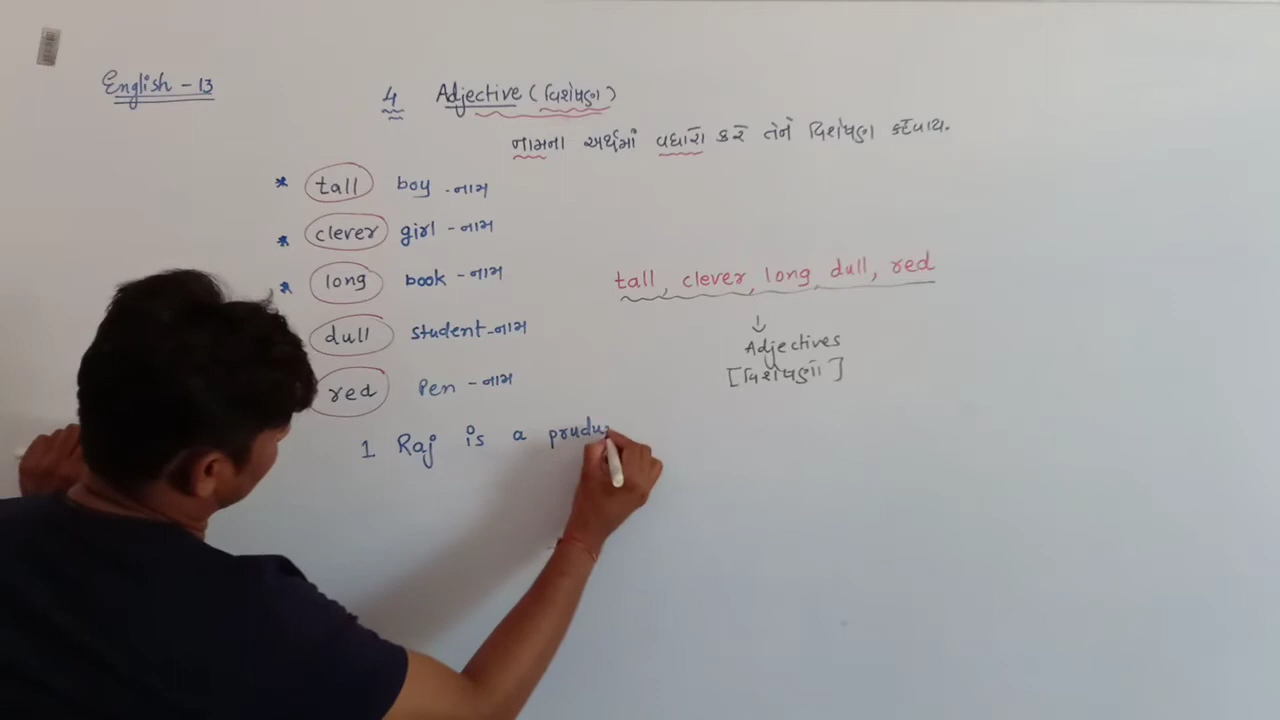 English - 13
4 Adjective (વિશેષણ)
નામના અર્થમાં વધારો કરે તેને વિશેષણ કહેવાય.
* tall boy - નામ
* clever girl - નામ
* long book - નામ
dull student - નામ
red Pen - નામ
tall, clever, long, dull, red
↓
Adjectives
[વિશેષણો]
1 Raj is a prudu